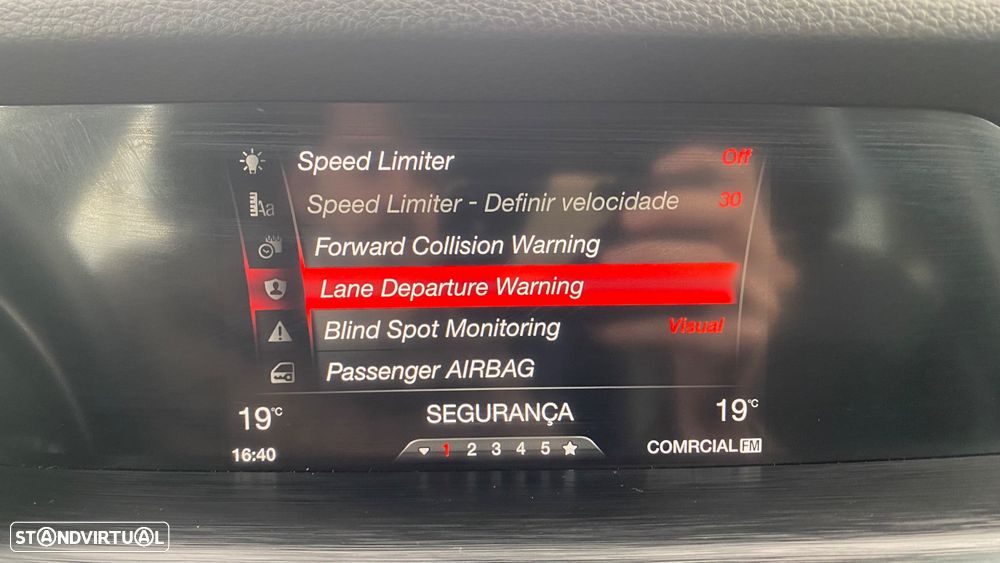 Speed Limiter Off
Speed Limiter - Definir velocidade 30
Aa
Forward Collision Warning
Lane Departure Warning
Blind Spot Monitoring Visual
Passenger AIRBAG
19°C SEGURANÇA 19°C
16:40 1 2 3 4 5 COMRCIAL FM
STANDVIRTUAL